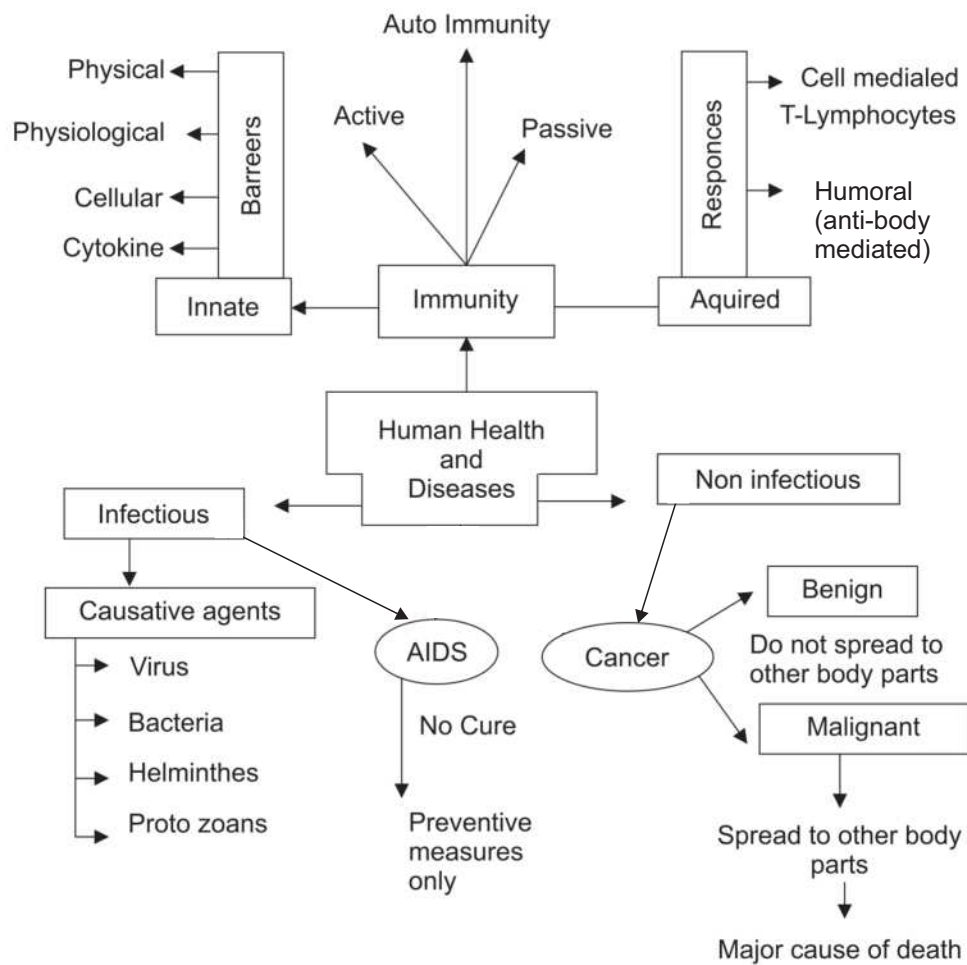 Auto Immunity
Physical
Physiological
Cellular
Cytokine
Barreers
Innate
Active
Passive
Immunity
Responces
Cell medialed
T-Lymphocytes
Humoral
(anti-body
mediated)
Aquired
Human Health
and
Diseases
Infectious
Non infectious
Causative agents
Virus
Bacteria
Helminthes
Proto zoans
AIDS
No Cure
Preventive
measures
only
Cancer
Benign
Do not spread to
other body parts
Malignant
Spread to other body
parts
Major cause of death